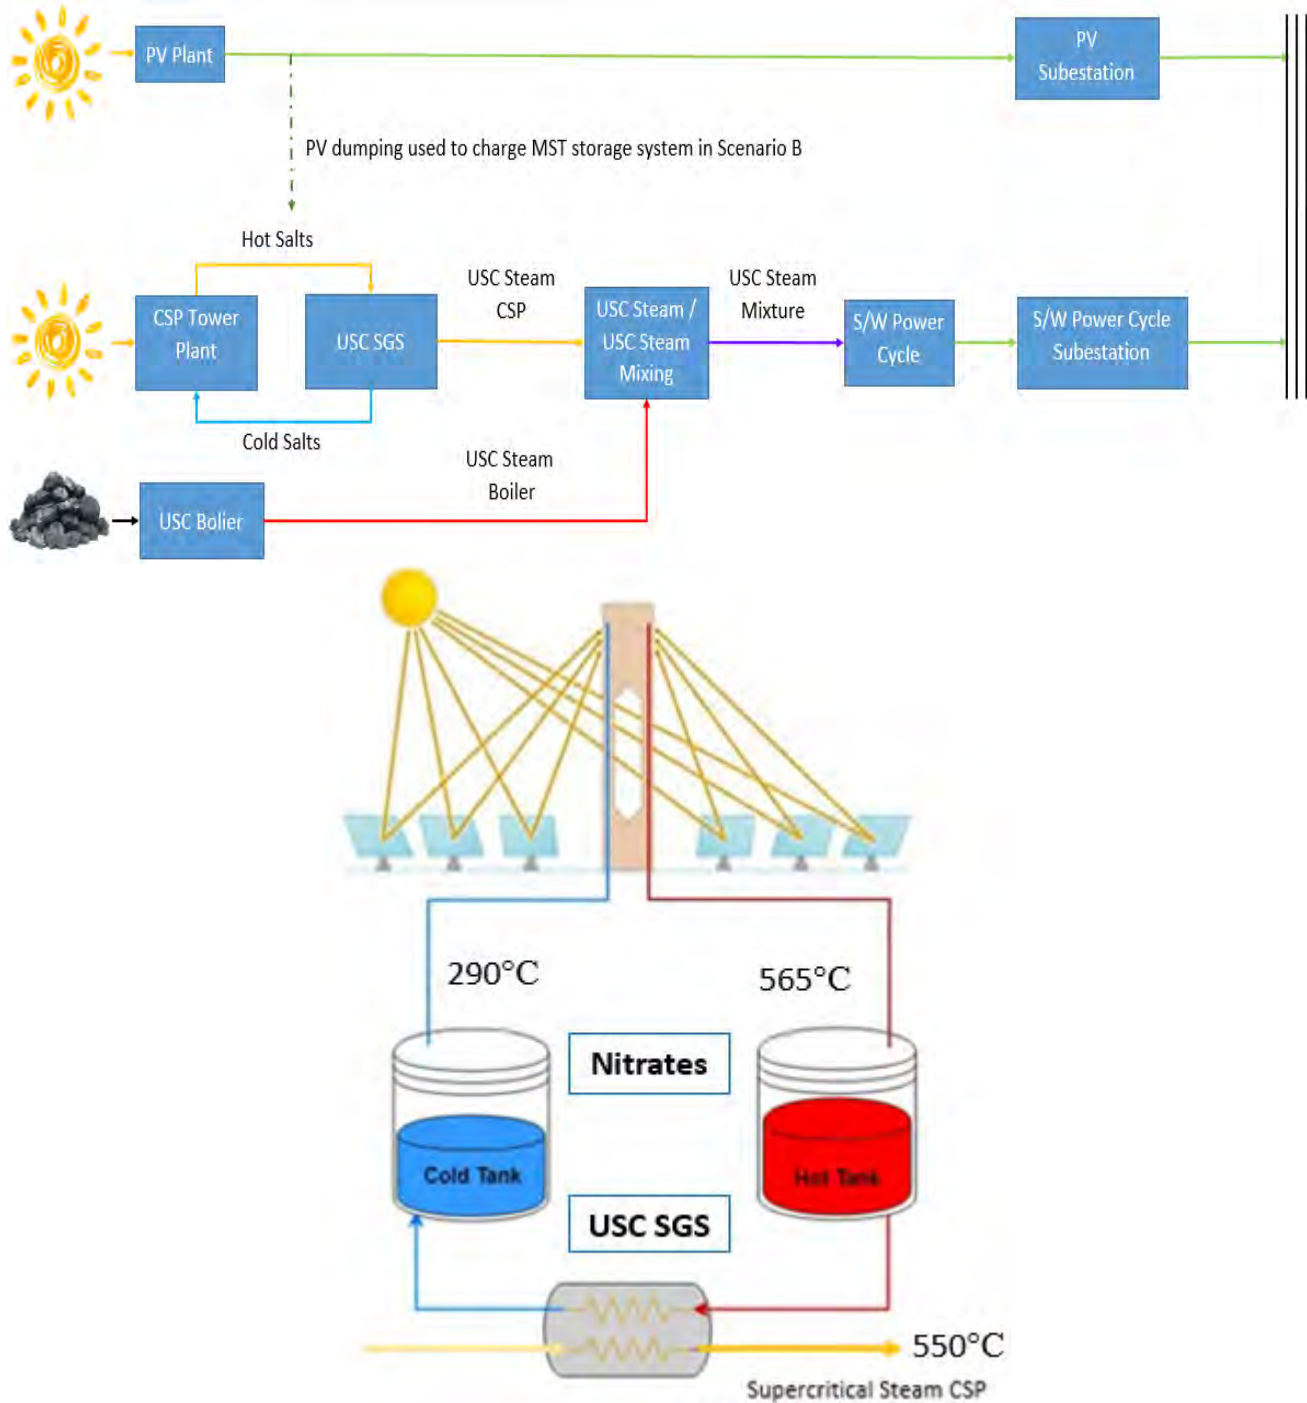 PV Plant
PV
Subestation
PV dumping used to charge MST storage system in Scenario B
Hot Salts
USC Steam
CSP
USC Steam
Mixture
CSP Tower
Plant
USC SGS
USC Steam /
USC Steam
Mixing
S/W Power
Cycle
S/W Power Cycle
Subestation
Cold Salts
USC Steam
Boiler
USC Bolier
290°C
565°C
Nitrates
Cold Tank
Hot Tank
USC SGS
550°C
Supercritical Steam CSP